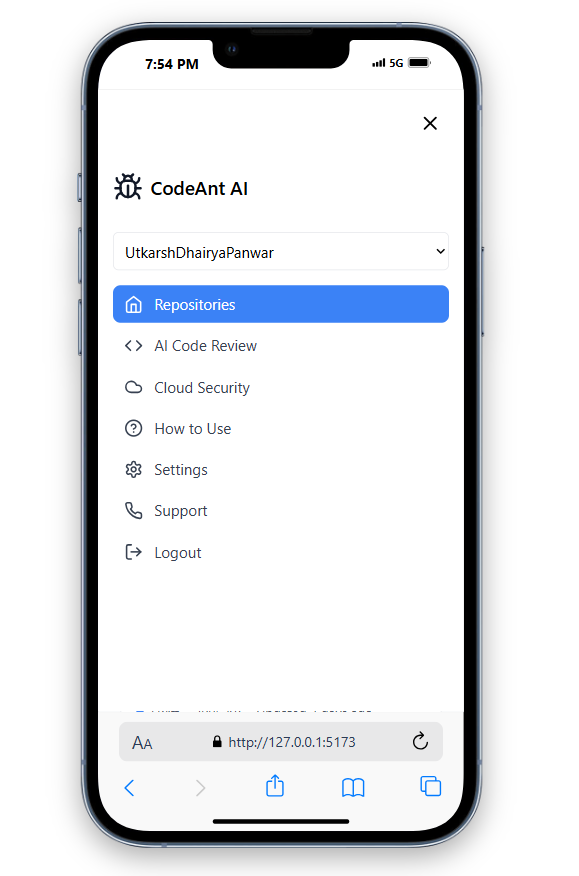 7:54 PM 5G
CodeAnt AI
UtkarshDhairyaPanwar
Repositories
AI Code Review
Cloud Security
How to Use
Settings
Support
Logout
AA http://127.0.0.1:5173